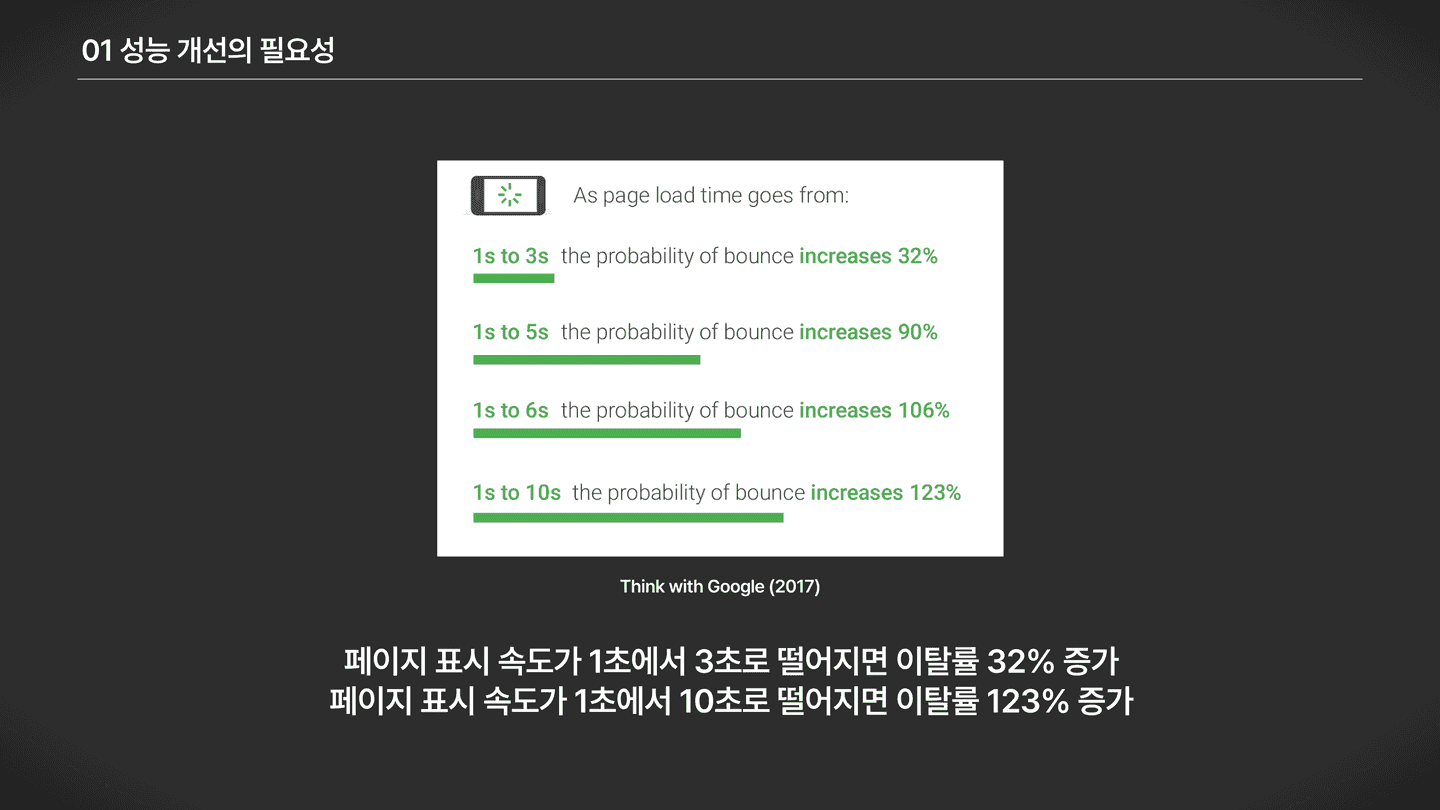 01 성능 개선의 필요성
As page load time goes from:
1s to 3s the probability of bounce increases 32%
1s to 5s the probability of bounce increases 90%
1s to 6s the probability of bounce increases 106%
1s to 10s the probability of bounce increases 123%
Think with Google (2017)
페이지 표시 속도가 1초에서 3초로 떨어지면 이탈률 32% 증가
페이지 표시 속도가 1초에서 10초로 떨어지면 이탈률 123% 증가